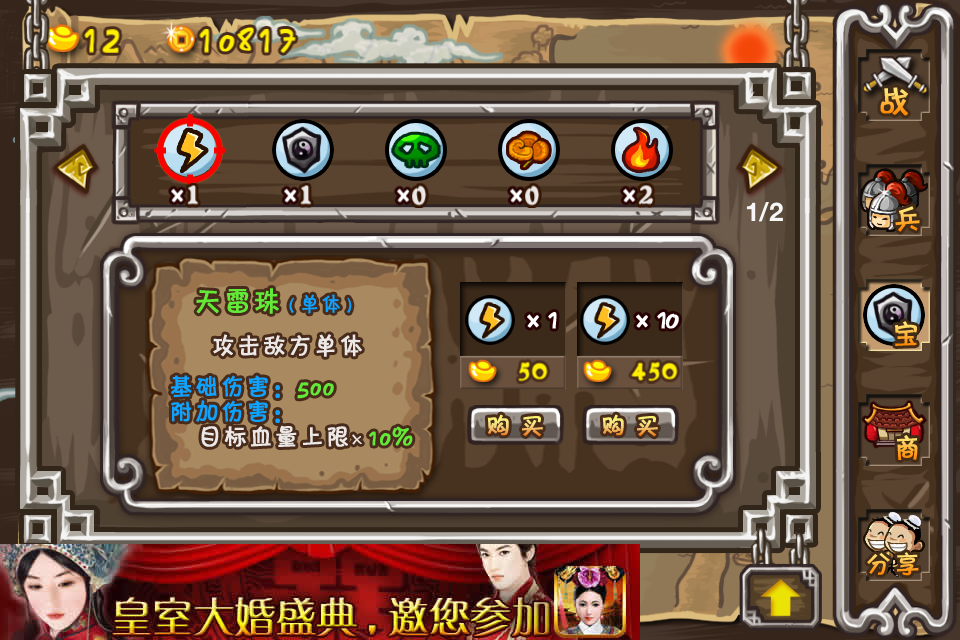 12
10817
战
×1
×1
×0
×0
×2
1/2
兵
天雷珠(单体)
攻击敌方单体
基础伤害: 500
附加伤害:
目标血量上限×10%
× 1
× 10
50
450
购买
购买
宝
商
分享
皇室大婚盛典,邀您参加